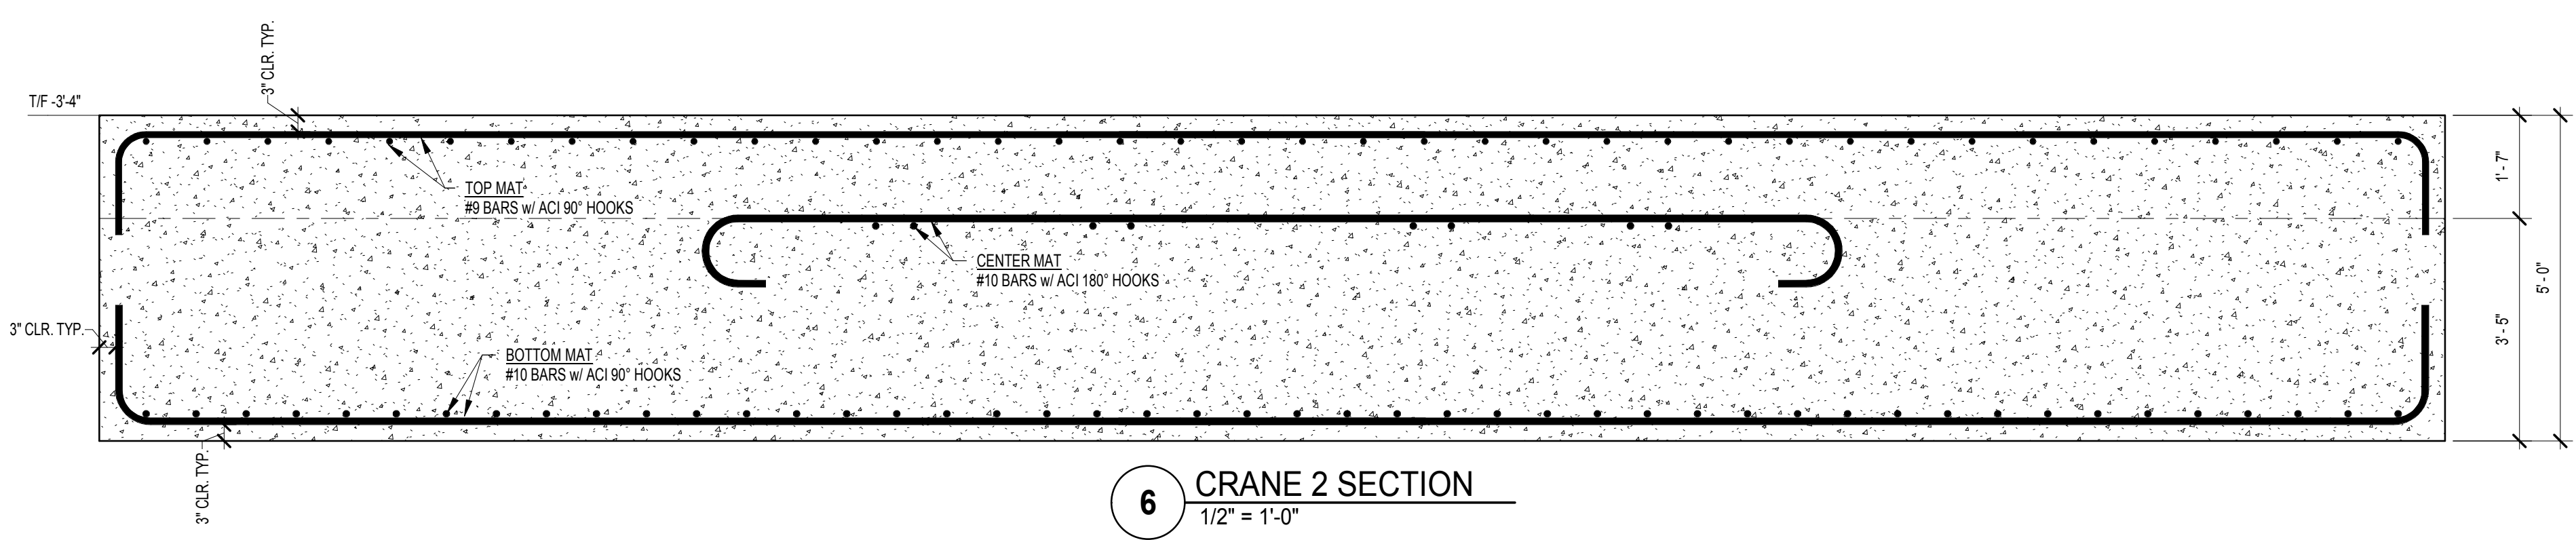 3" CLR. TYP.
T/F -3'-4"
TOP MAT
#9 BARS w/ ACI 90° HOOKS
1' - 7"
CENTER MAT
#10 BARS w/ ACI 180° HOOKS
5' - 0"
3" CLR. TYP.
3' - 5"
BOTTOM MAT
#10 BARS w/ ACI 90° HOOKS
3" CLR. TYP.
6
CRANE 2 SECTION
1/2" = 1'-0"